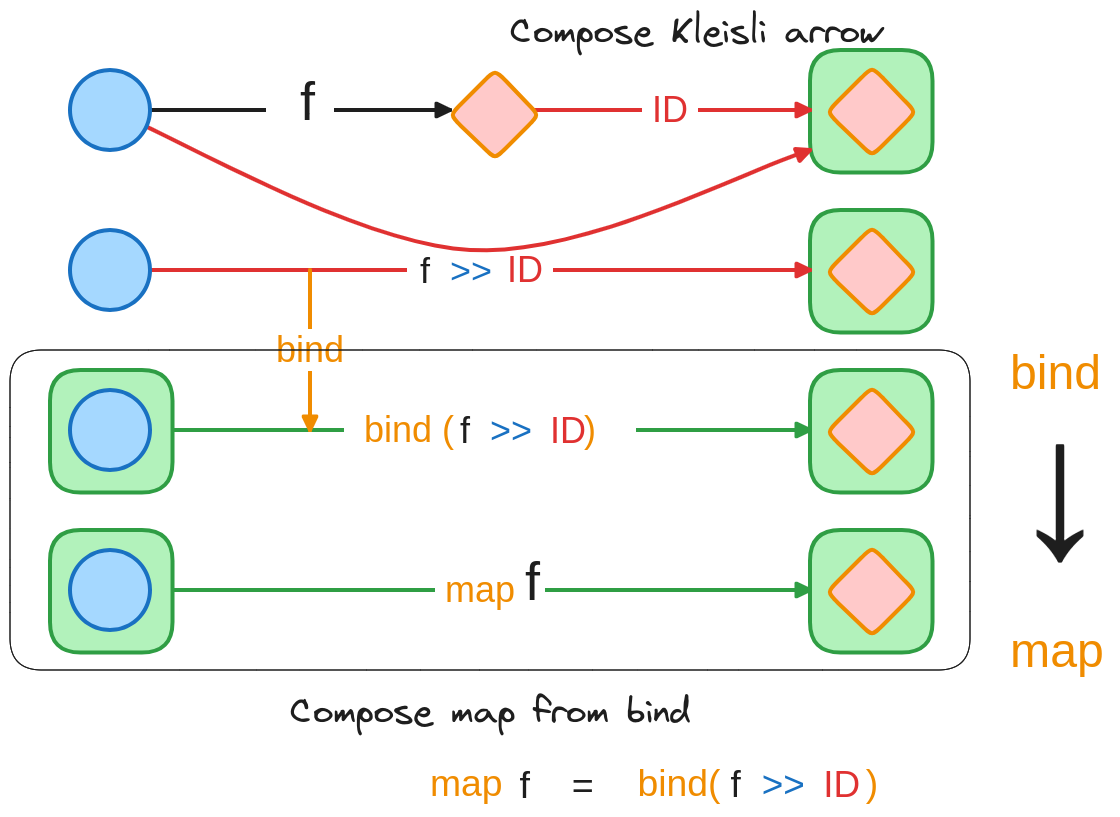 Compose Kleisli arrow
f ID
f >> ID
bind
bind
bind (f >> ID)
map f
map
Compose map from bind
map f = bind( f >> ID )